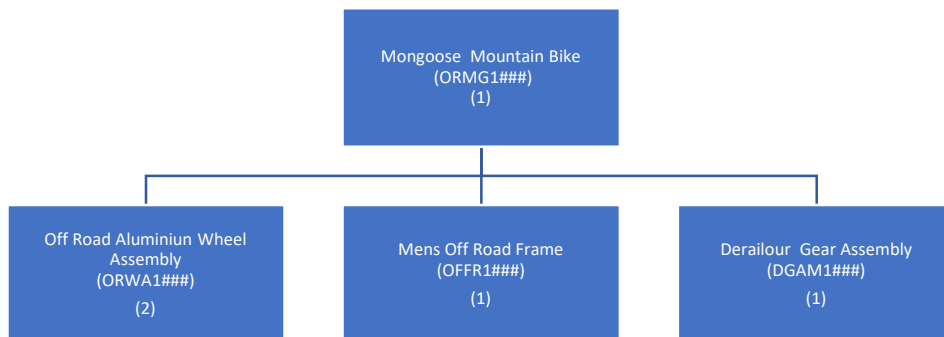 Mongoose Mountain Bike
(ORMG1###)
(1)
Off Road Aluminiun Wheel
Assembly
(ORWA1###)
(2)
Mens Off Road Frame
(OFFR1###)
(1)
Derailour Gear Assembly
(DGAM1###)
(1)